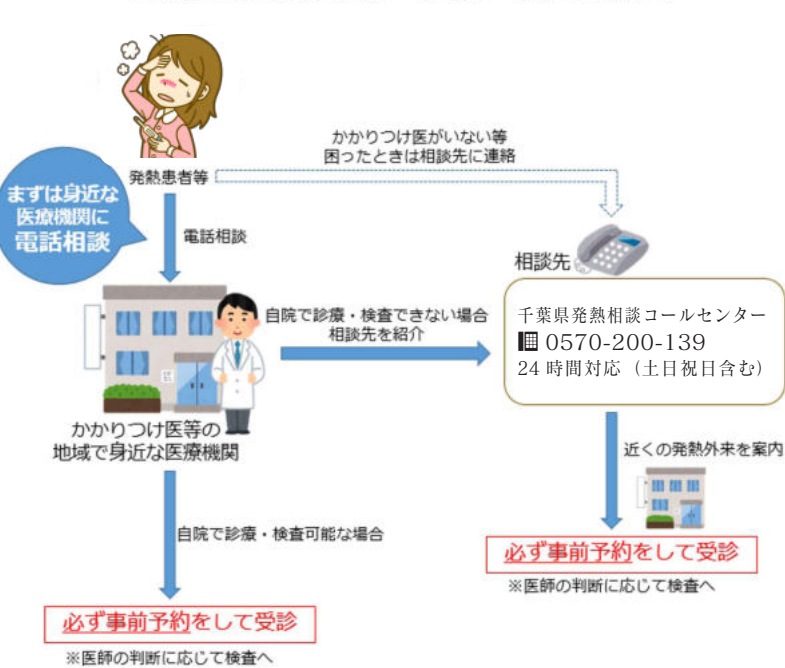 かかりつけ医がいない等
困ったときは相談先に連絡
発熱患者等
まずは身近な
医療機関に
電話相談
電話相談
相談先
自院で診療・検査できない場合
相談先を紹介
千葉県発熱相談コールセンター
0570-200-139
24 時間対応（土日祝日含む）
かかりつけ医等の
地域で身近な医療機関
近くの発熱外来を案内
自院で診療・検査可能な場合
必ず事前予約をして受診
※医師の判断に応じて検査へ
必ず事前予約をして受診
※医師の判断に応じて検査へ